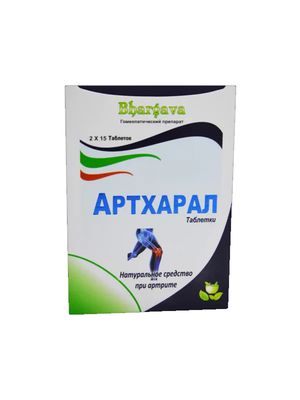 Bhargava
Гомеопатический препарат
2 X 15 Таблеток
АРТХАРАЛ
Таблетки
Натуральное средство
при артрите